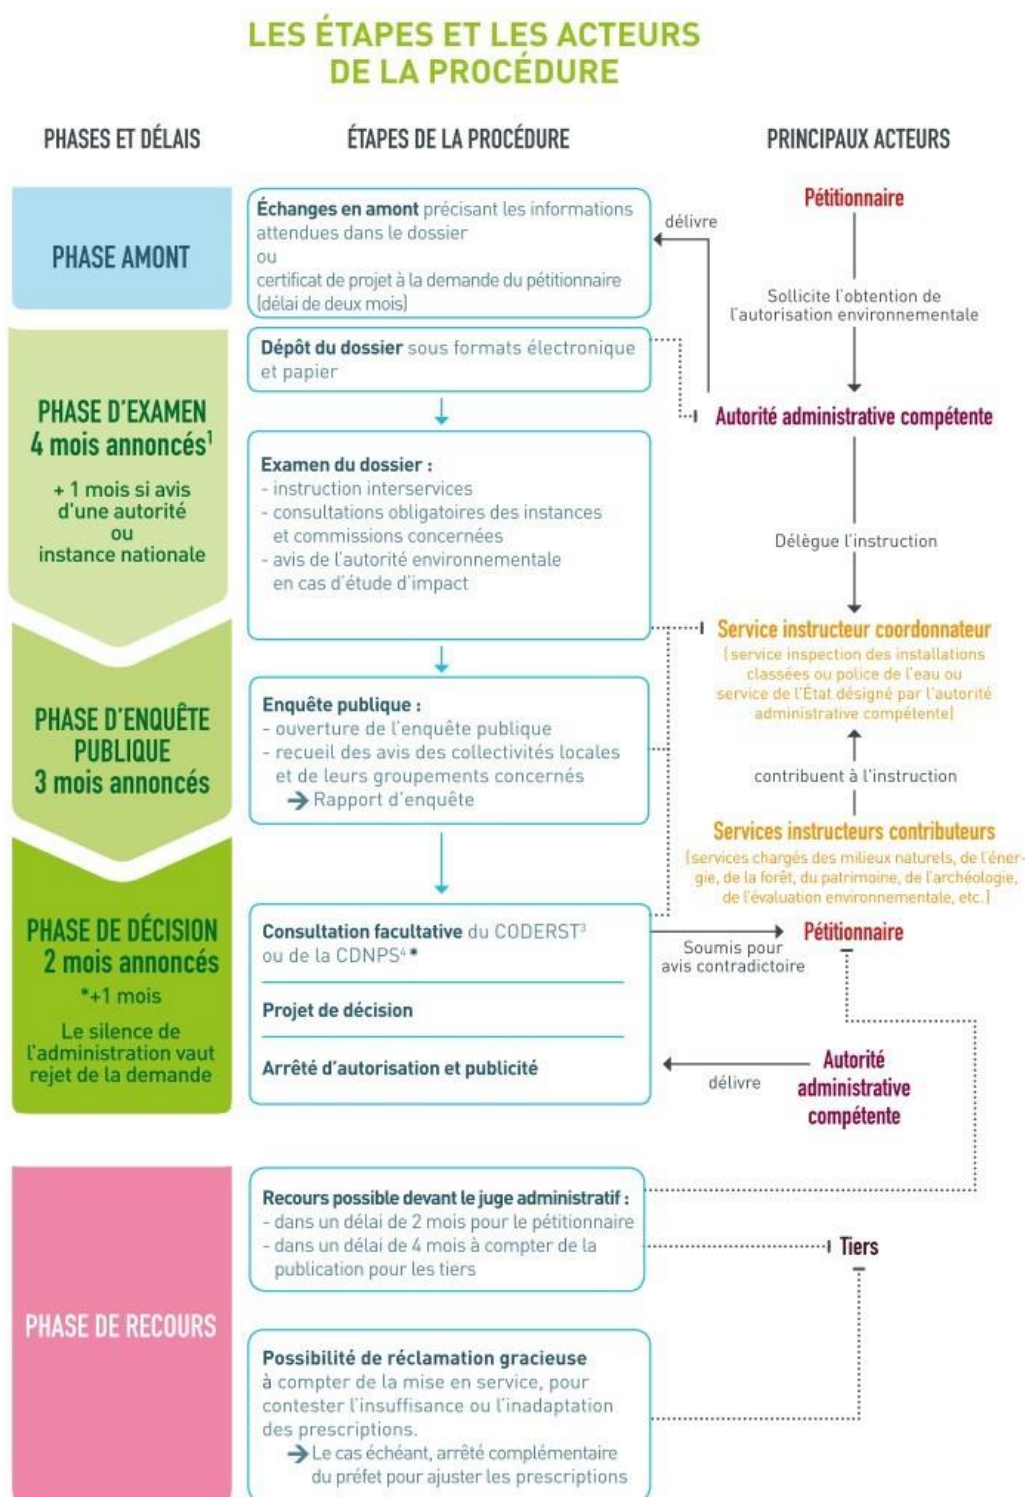 LES ÉTAPES ET LES ACTEURS
DE LA PROCÉDURE
PHASES ET DÉLAIS
ÉTAPES DE LA PROCÉDURE
PRINCIPAUX ACTEURS
PHASE AMONT
Échanges en amont précisant les informations
attendues dans le dossier
ou
certificat de projet à la demande du pétitionnaire
(délai de deux mois)
délivre
Pétitionnaire
Sollicite l'obtention de
l'autorisation environnementale
PHASE D'EXAMEN
4 mois annoncés¹
+ 1 mois si avis
d'une autorité
ou
instance nationale
Dépôt du dossier sous formats électronique
et papier
Autorité administrative compétente
Examen du dossier :
- instruction interservices
- consultations obligatoires des instances
et commissions concernées
- avis de l'autorité environnementale
en cas d'étude d'impact
Délègue l'instruction
Service instructeur coordonnateur
(service inspection des installations
classées ou police de l'eau ou
service de l'État désigné par l'autorité
administrative compétente)
PHASE D'ENQUÊTE
PUBLIQUE
3 mois annoncés
Enquête publique :
- ouverture de l'enquête publique
- recueil des avis des collectivités locales
et de leurs groupements concernés
➔ Rapport d'enquête
contribuent à l'instruction
Services instructeurs contributeurs
(services chargés des milieux naturels, de l'éner-
gie, de la forêt, du patrimoine, de l'archéologie,
de l'évaluation environnementale, etc.)
PHASE DE DÉCISION
2 mois annoncés
*+1 mois
Le silence de
l'administration vaut
rejet de la demande
Consultation facultative du CODERST³
ou de la CDNPS⁴ *
Projet de décision
Arrêté d'autorisation et publicité
Soumis pour
avis contradictoire
Pétitionnaire
délivre
Autorité
administrative
compétente
PHASE DE RECOURS
Recours possible devant le juge administratif :
- dans un délai de 2 mois pour le pétitionnaire
- dans un délai de 4 mois à compter de la
publication pour les tiers
Tiers
Possibilité de réclamation gracieuse
à compter de la mise en service, pour
contester l'insuffisance ou l'inadaptation
des prescriptions.
➔ Le cas échéant, arrêté complémentaire
du préfet pour ajuster les prescriptions